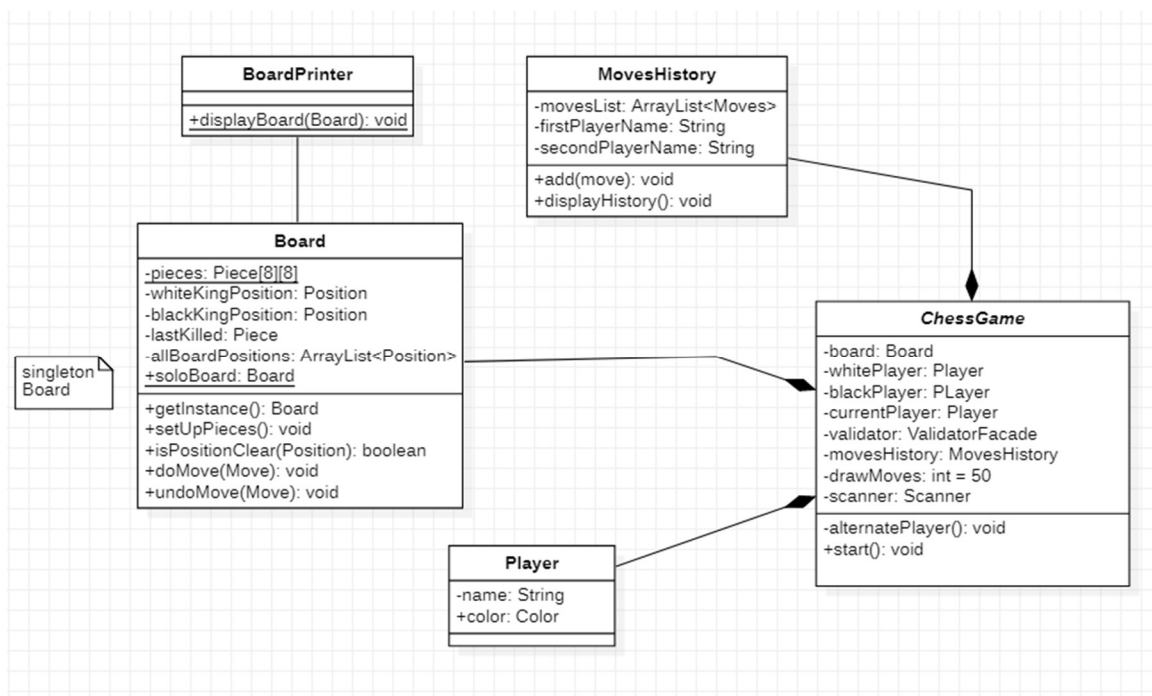 BoardPrinter
+displayBoard(Board): void
MovesHistory
-movesList: ArrayList<Moves>
-firstPlayerName: String
-secondPlayerName: String
+add(move): void
+displayHistory(): void
Board
-pieces: Piece[8][8]
-whiteKingPosition: Position
-blackKingPosition: Position
-lastKilled: Piece
-allBoardPositions: ArrayList<Position>
+soloBoard: Board
+getInstance(): Board
+setUpPieces(): void
+isPositionClear(Position): boolean
+doMove(Move): void
+undoMove(Move): void
singleton
Board
ChessGame
-board: Board
-whitePlayer: Player
-blackPlayer: PLayer
-currentPlayer: Player
-validator: ValidatorFacade
-movesHistory: MovesHistory
-drawMoves: int = 50
-scanner: Scanner
-alternatePlayer(): void
+start(): void
Player
-name: String
+color: Color